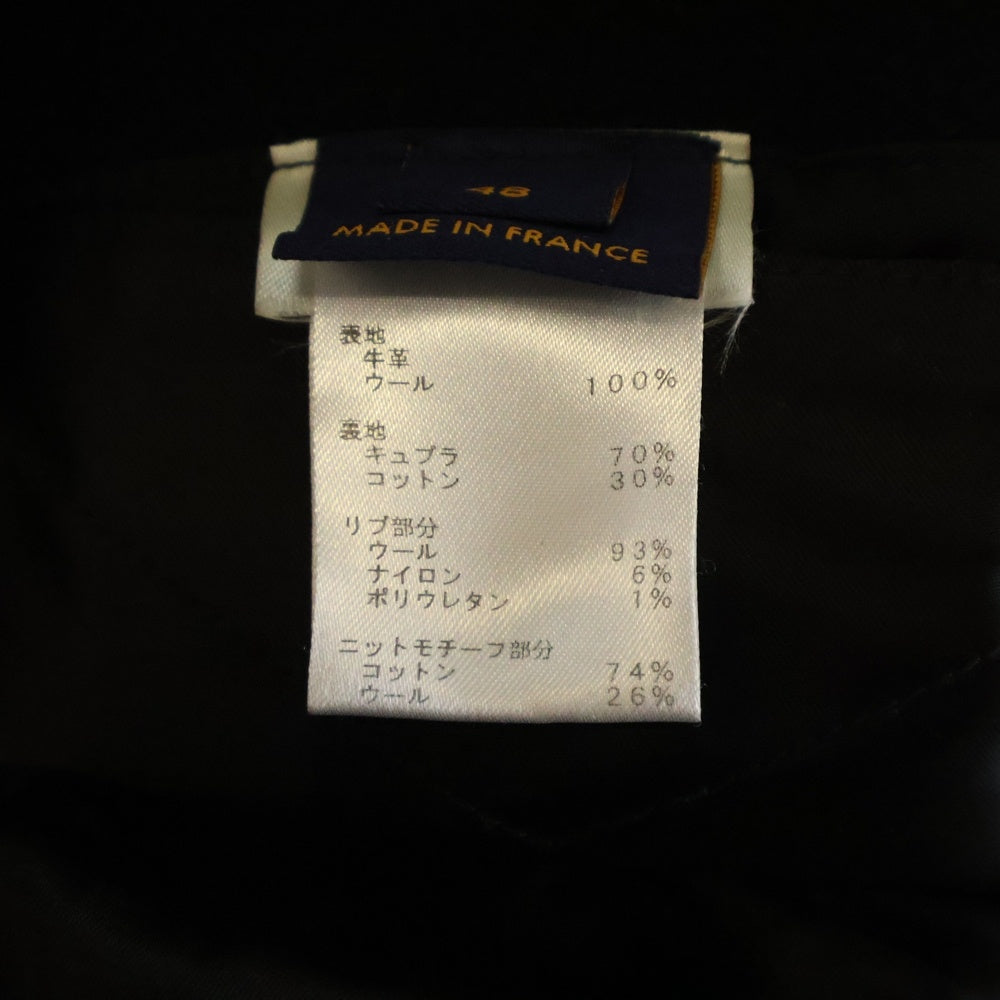 48
MADE IN FRANCE
表地
牛革
ウール 100%
裏地
キュプラ 70%
コットン 30%
リブ部分
ウール 93%
ナイロン 6%
ポリウレタン 1%
ニットモチーフ部分
コットン 74%
ウール 26%